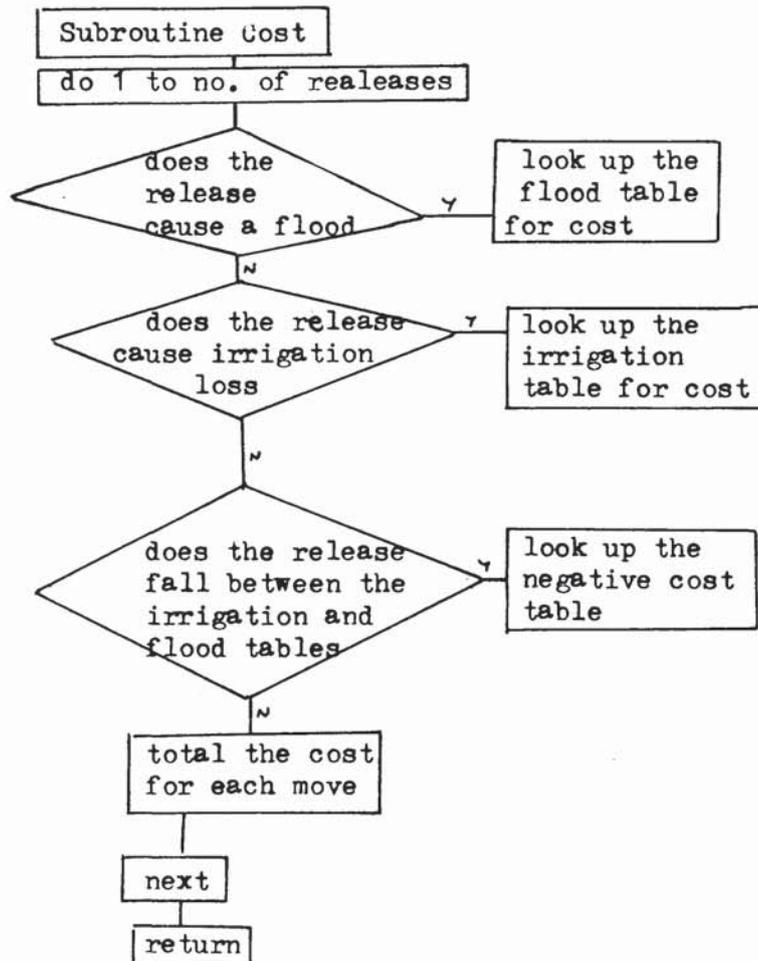 Subroutine Cost
do 1 to no. of realeases
does the
release
cause a flood
Y
look up the
flood table
for cost
N
does the release
cause irrigation
loss
Y
look up the
irrigation
table for cost
N
does the release
fall between the
irrigation and
flood tables
Y
look up the
negative cost
table
N
total the cost
for each move
next
return